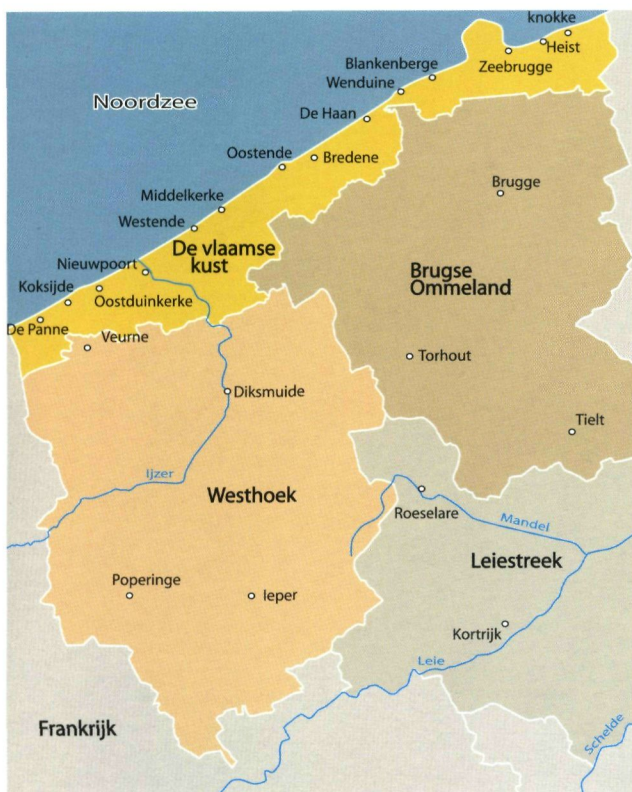 knokke
Heist
Zeebrugge
Blankenberge
Wenduine
De Haan
Noordzee
Oostende
Bredene
Brugge
Middelkerke
Westende
De vlaamse
kust
Nieuwpoort
Brugse
Ommeland
Koksijde
Oostduinkerke
De Panne
Veurne
Torhout
Diksmuide
Tielt
Ijzer
Westhoek
Roeselare
Mandel
Leiestreek
Poperinge
Ieper
Kortrijk
Leie
Frankrijk
Schelde